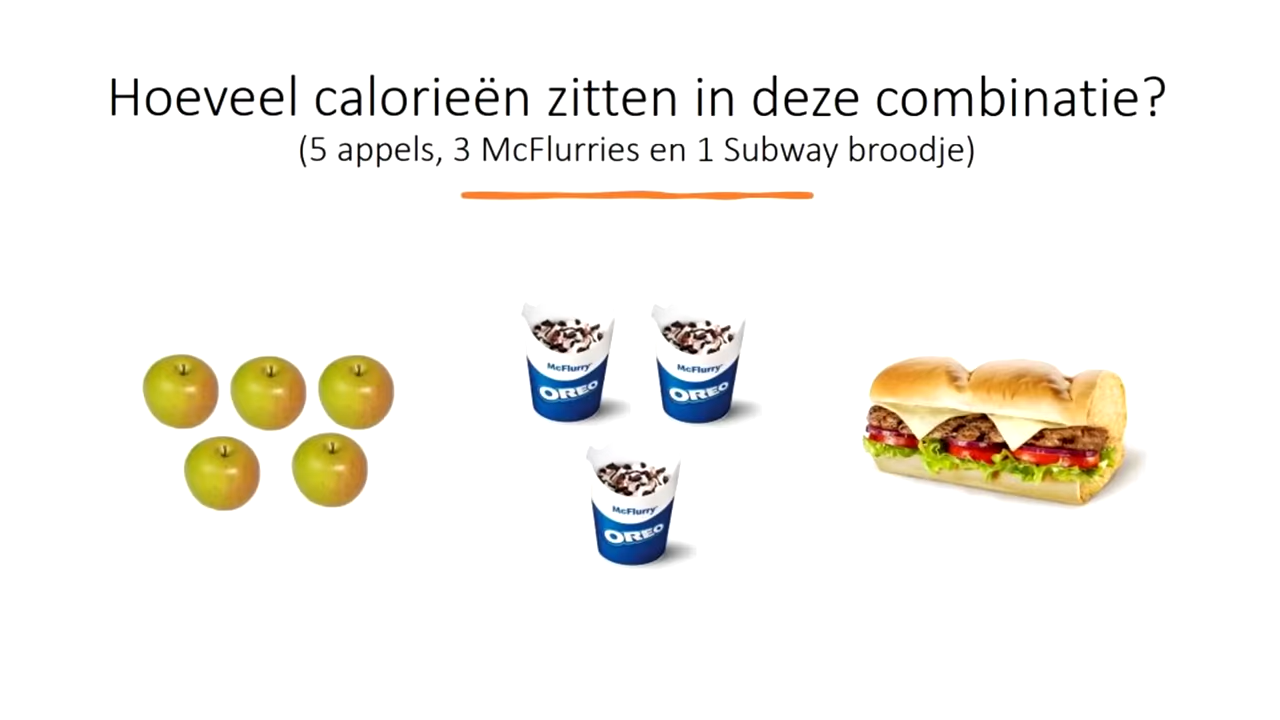 Hoeveel calorieën zitten in deze combinatie?
(5 appels, 3 McFlurries en 1 Subway broodje)
McFlurry
OREO
McFlurry
OREO
McFlurry
OREO